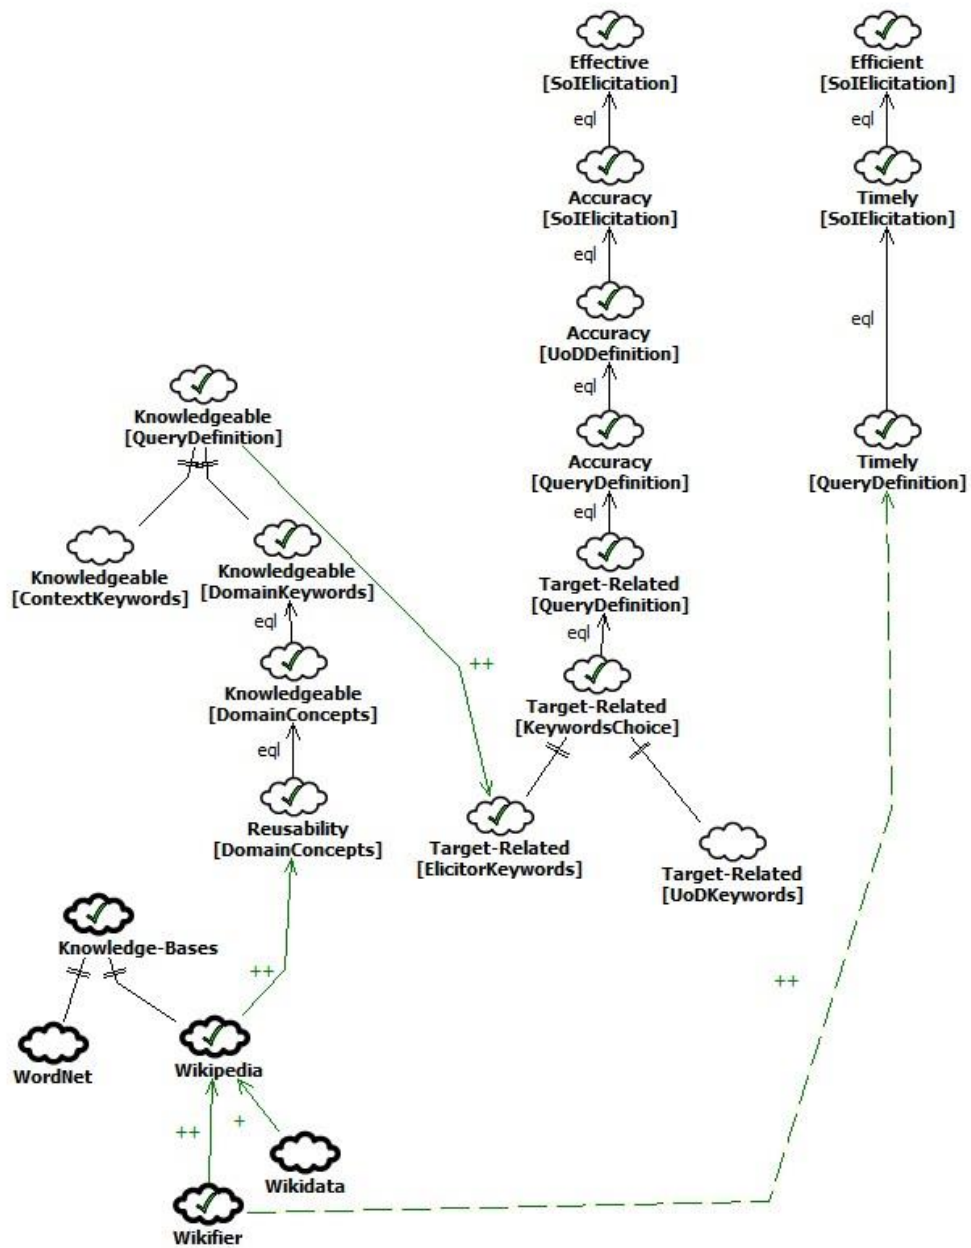 Effective
[SoIElicitation]
Efficient
[SoIElicitation]
eql
eql
Accuracy
[SoIElicitation]
Timely
[SoIElicitation]
eql
eql
Accuracy
[UoDDefinition]
eql
Knowledgeable
[QueryDefinition]
Accuracy
[QueryDefinition]
Timely
[QueryDefinition]
eql
Knowledgeable
[ContextKeywords]
Knowledgeable
[DomainKeywords]
Target-Related
[QueryDefinition]
eql
eql
++
Knowledgeable
[DomainConcepts]
Target-Related
[KeywordsChoice]
eql
Reusability
[DomainConcepts]
Target-Related
[ElicitorKeywords]
Target-Related
[UoDKeywords]
Knowledge-Bases
++
++
WordNet
Wikipedia
++
+
Wikidata
Wikifier